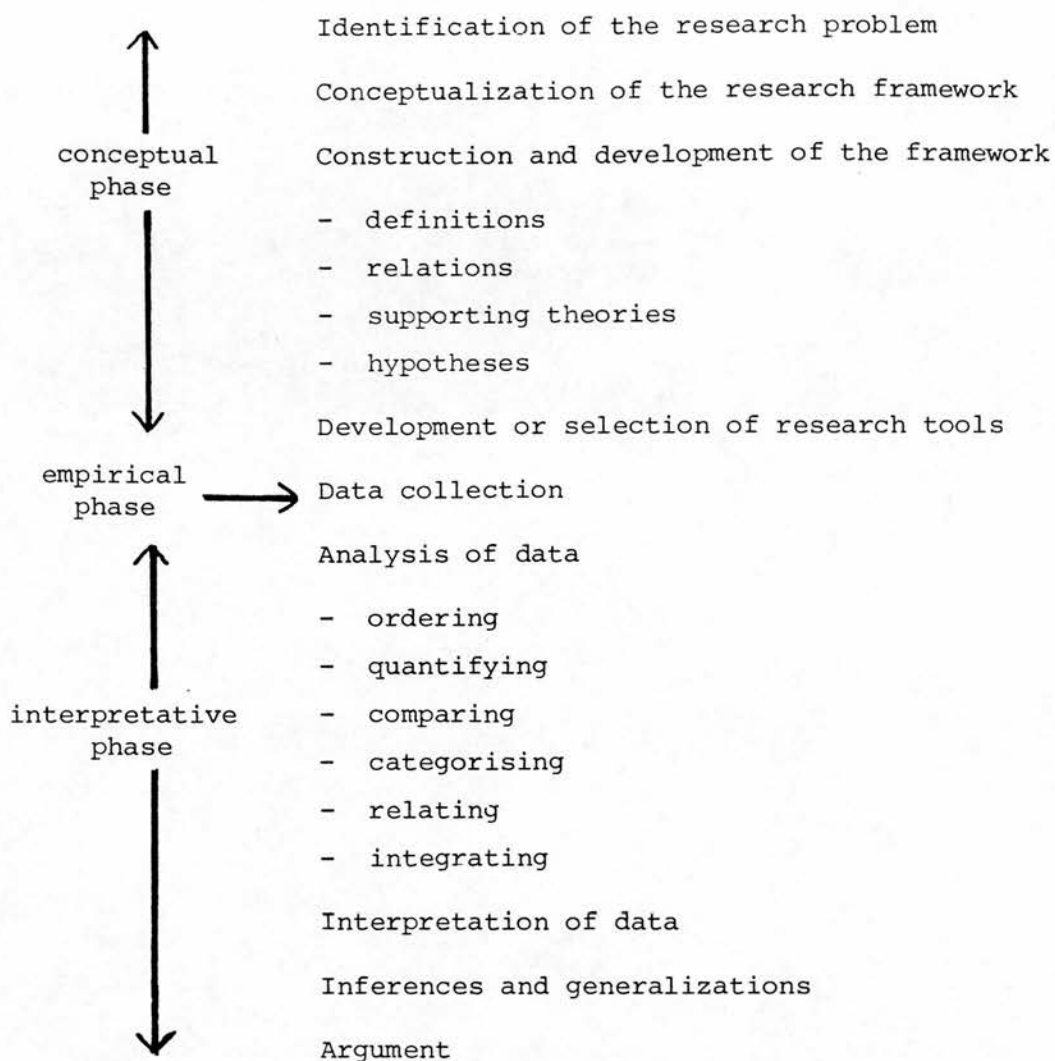 Identification of the research problem
Conceptualization of the research framework
conceptual
phase
Construction and development of the framework
- definitions
- relations
- supporting theories
- hypotheses
Development or selection of research tools
empirical
phase
Data collection
Analysis of data
- ordering
- quantifying
interpretative
phase
- comparing
- categorising
- relating
- integrating
Interpretation of data
Inferences and generalizations
Argument